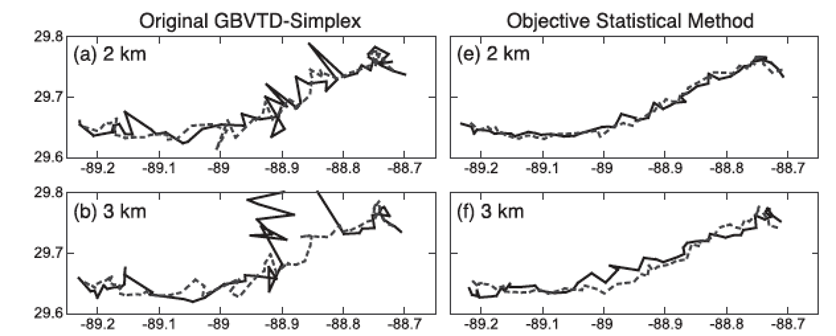 Original GBVTD-Simplex Objective Statistical Method
29.8 (a) 2 km (e) 2 km
29.7
29.6
-89.2 -89.1 -89 -88.9 -88.8 -88.7 -89.2 -89.1 -89 -88.9 -88.8 -88.7
29.8 (b) 3 km (f) 3 km
29.7
29.6
-89.2 -89.1 -89 -88.9 -88.8 -88.7 -89.2 -89.1 -89 -88.9 -88.8 -88.7